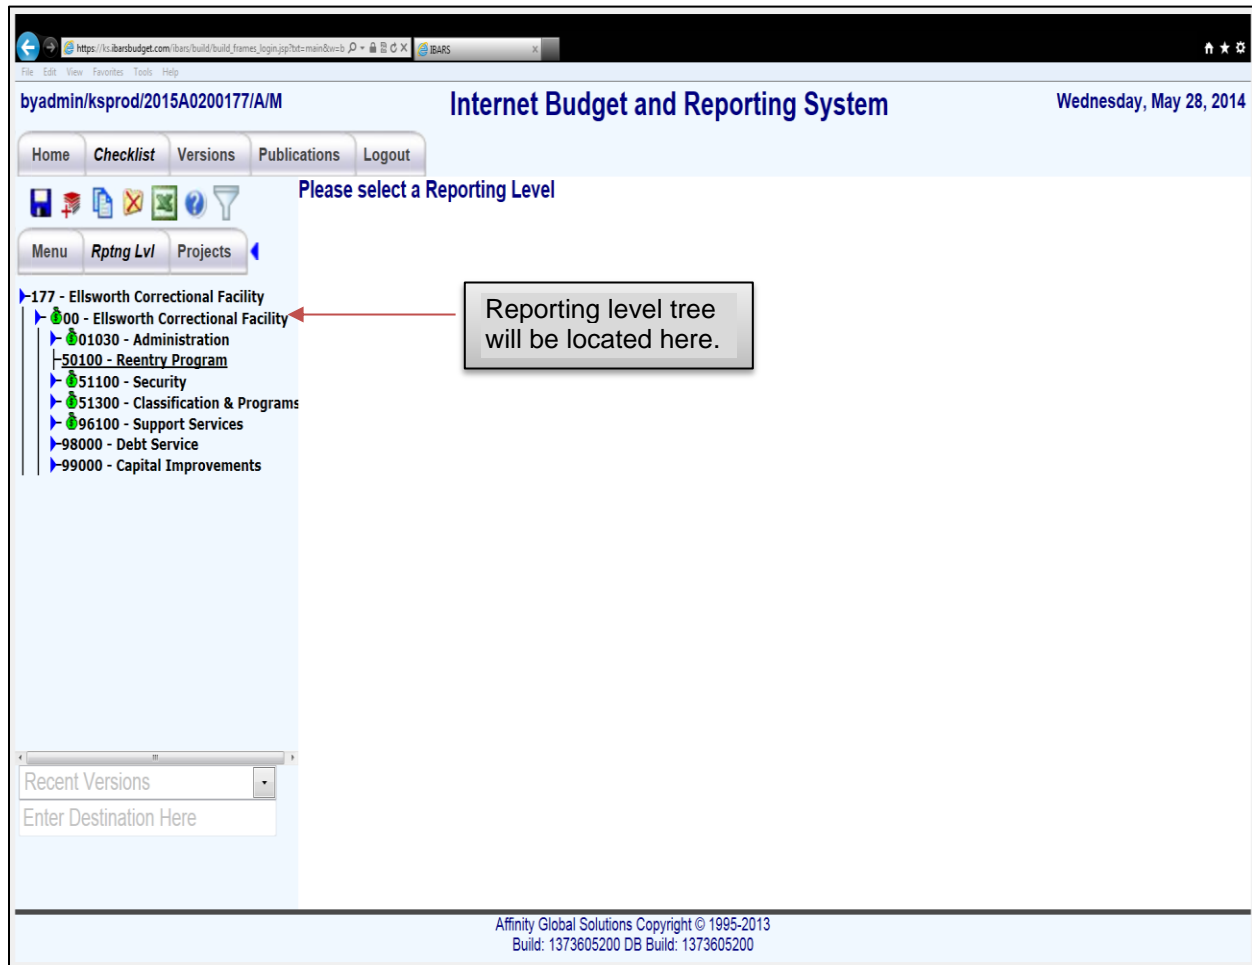 https://ks.ibarsbudget.com/ibars/build/build_frames_login.jsp?txt=main&w=b
IBARS
File Edit View Favorites Tools Help
byadmin/ksprod/2015A0200177/A/M
Internet Budget and Reporting System
Wednesday, May 28, 2014
Home Checklist Versions Publications Logout
Please select a Reporting Level
Menu Rptng Lvl Projects
177 - Ellsworth Correctional Facility
00 - Ellsworth Correctional Facility
01030 - Administration
50100 - Reentry Program
51100 - Security
51300 - Classification & Programs
96100 - Support Services
98000 - Debt Service
99000 - Capital Improvements
Reporting level tree
will be located here.
Recent Versions
Enter Destination Here
Affinity Global Solutions Copyright © 1995-2013
Build: 1373605200 DB Build: 1373605200